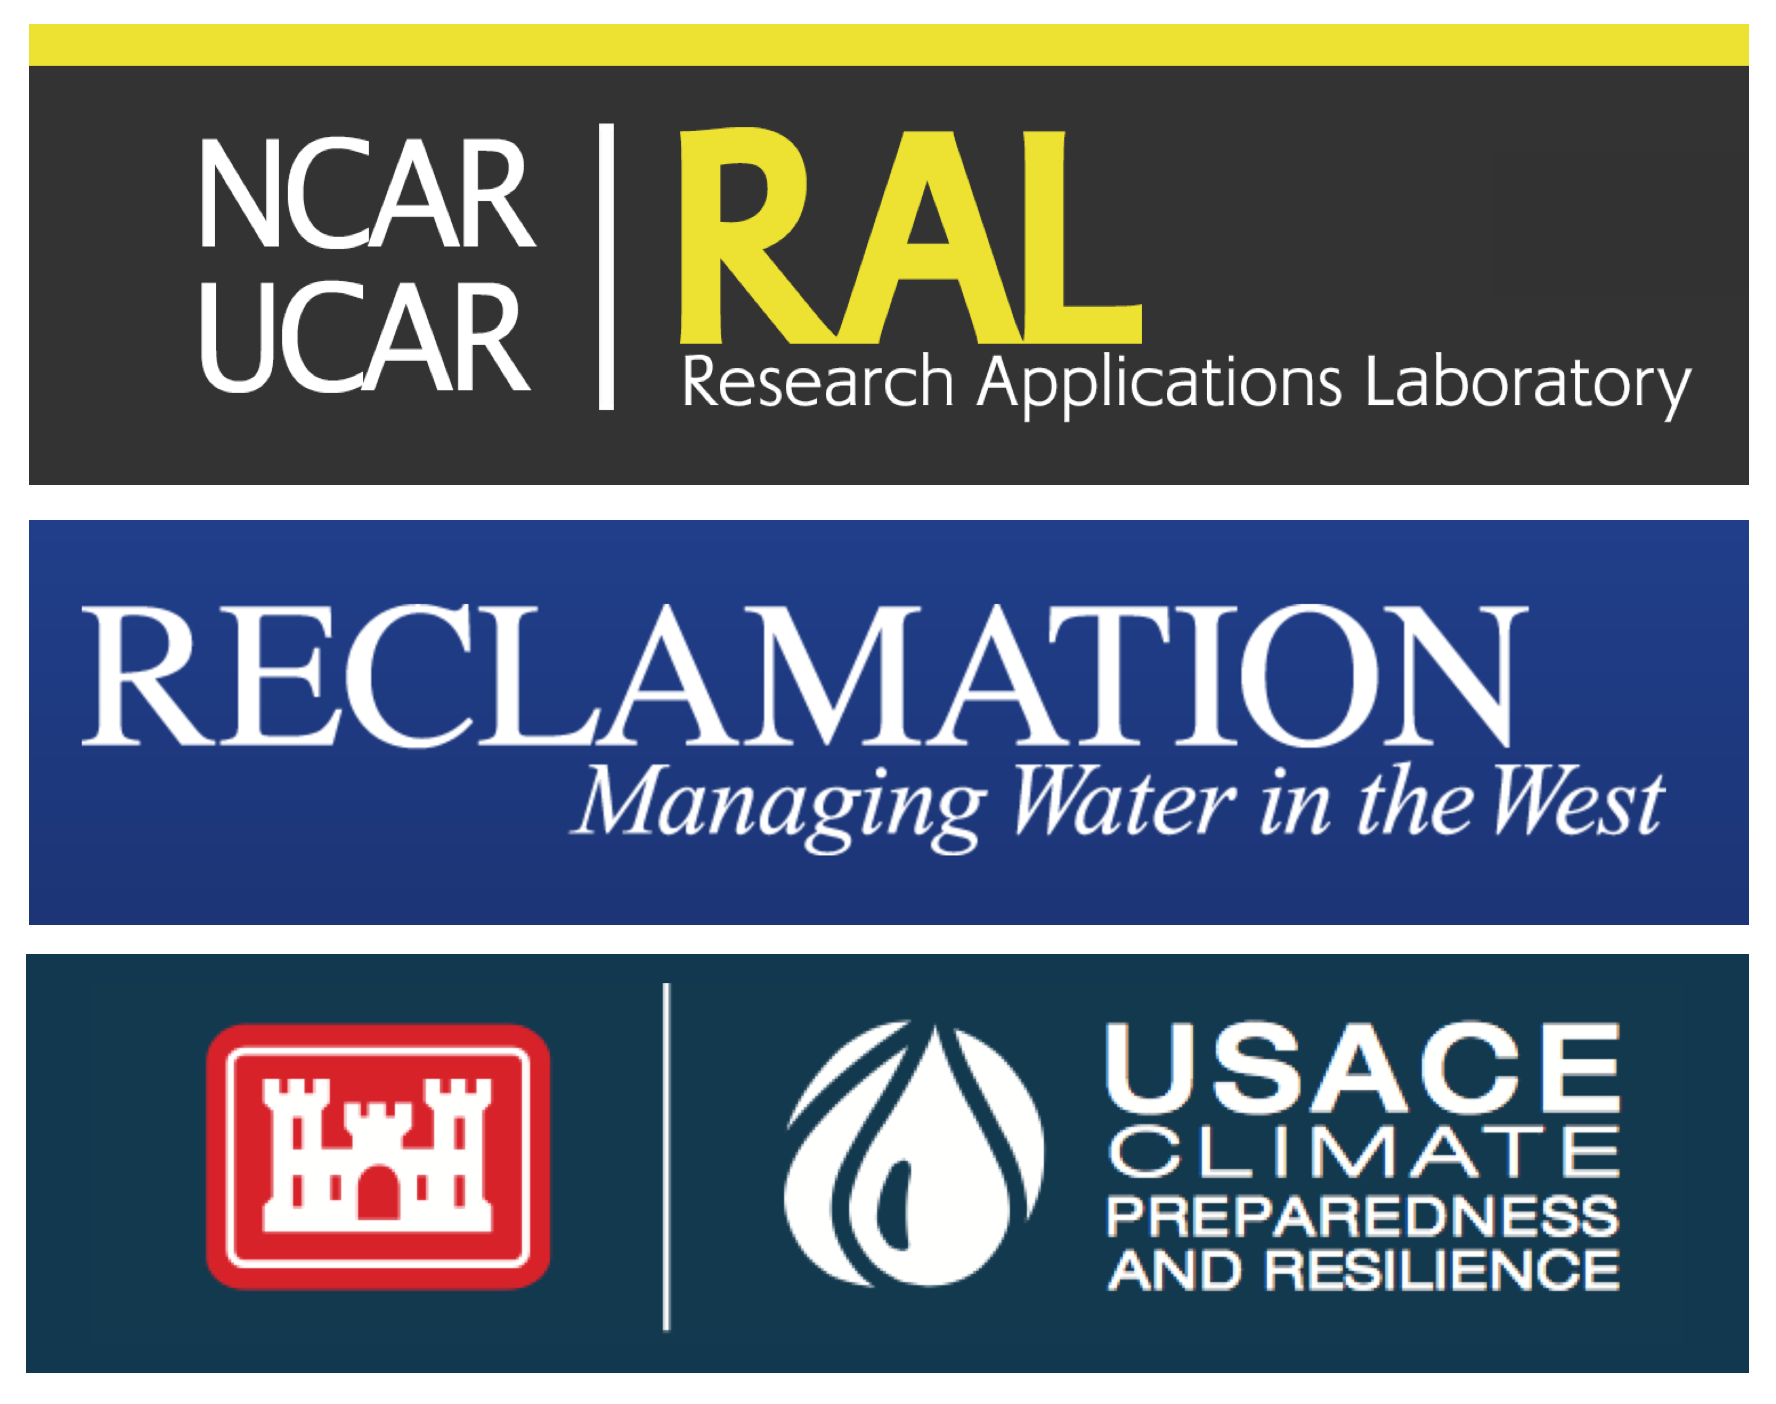 NCAR
UCAR
RAL
Research Applications Laboratory
RECLAMATION
Managing Water in the West
USACE
CLIMATE
PREPAREDNESS
AND RESILIENCE